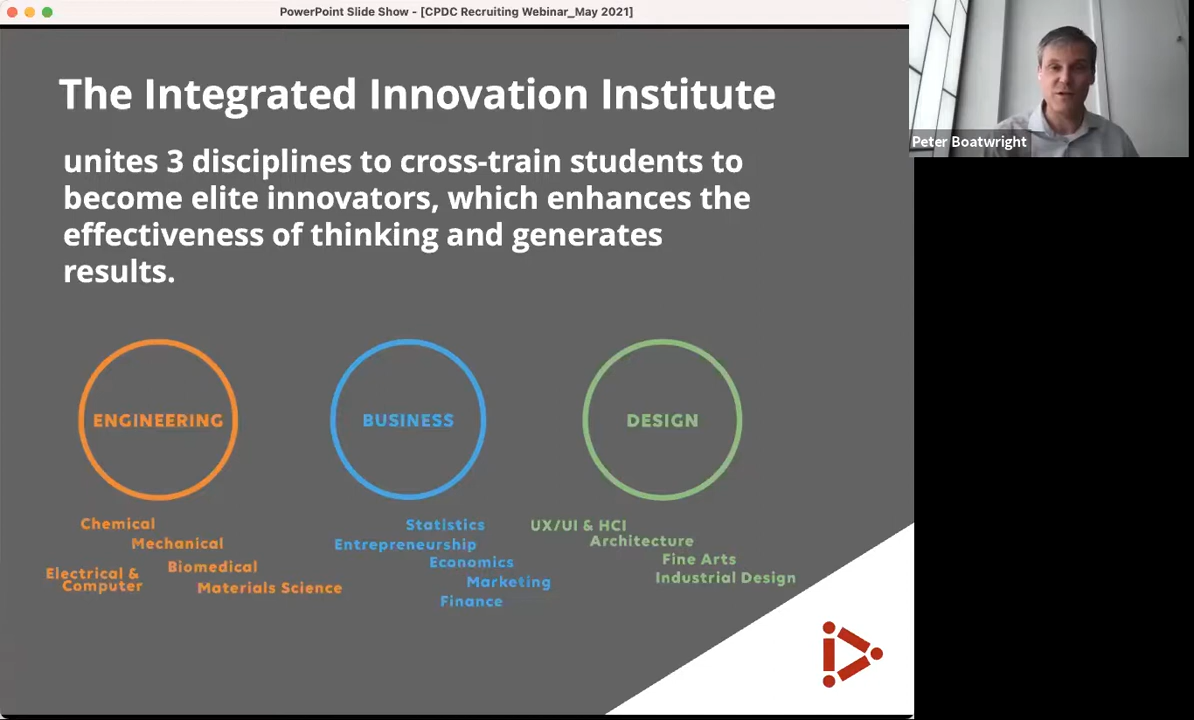 PowerPoint Slide Show - [CPDC Recruiting Webinar_May 2021]
Peter Boatwright
The Integrated Innovation Institute
unites 3 disciplines to cross-train students to
become elite innovators, which enhances the
effectiveness of thinking and generates
results.
ENGINEERING
Chemical
Mechanical
Electrical &
Computer
Biomedical
Materials Science
BUSINESS
Statistics
Entrepreneurship
Economics
Marketing
Finance
DESIGN
UX/UI & HCI
Architecture
Fine Arts
Industrial Design